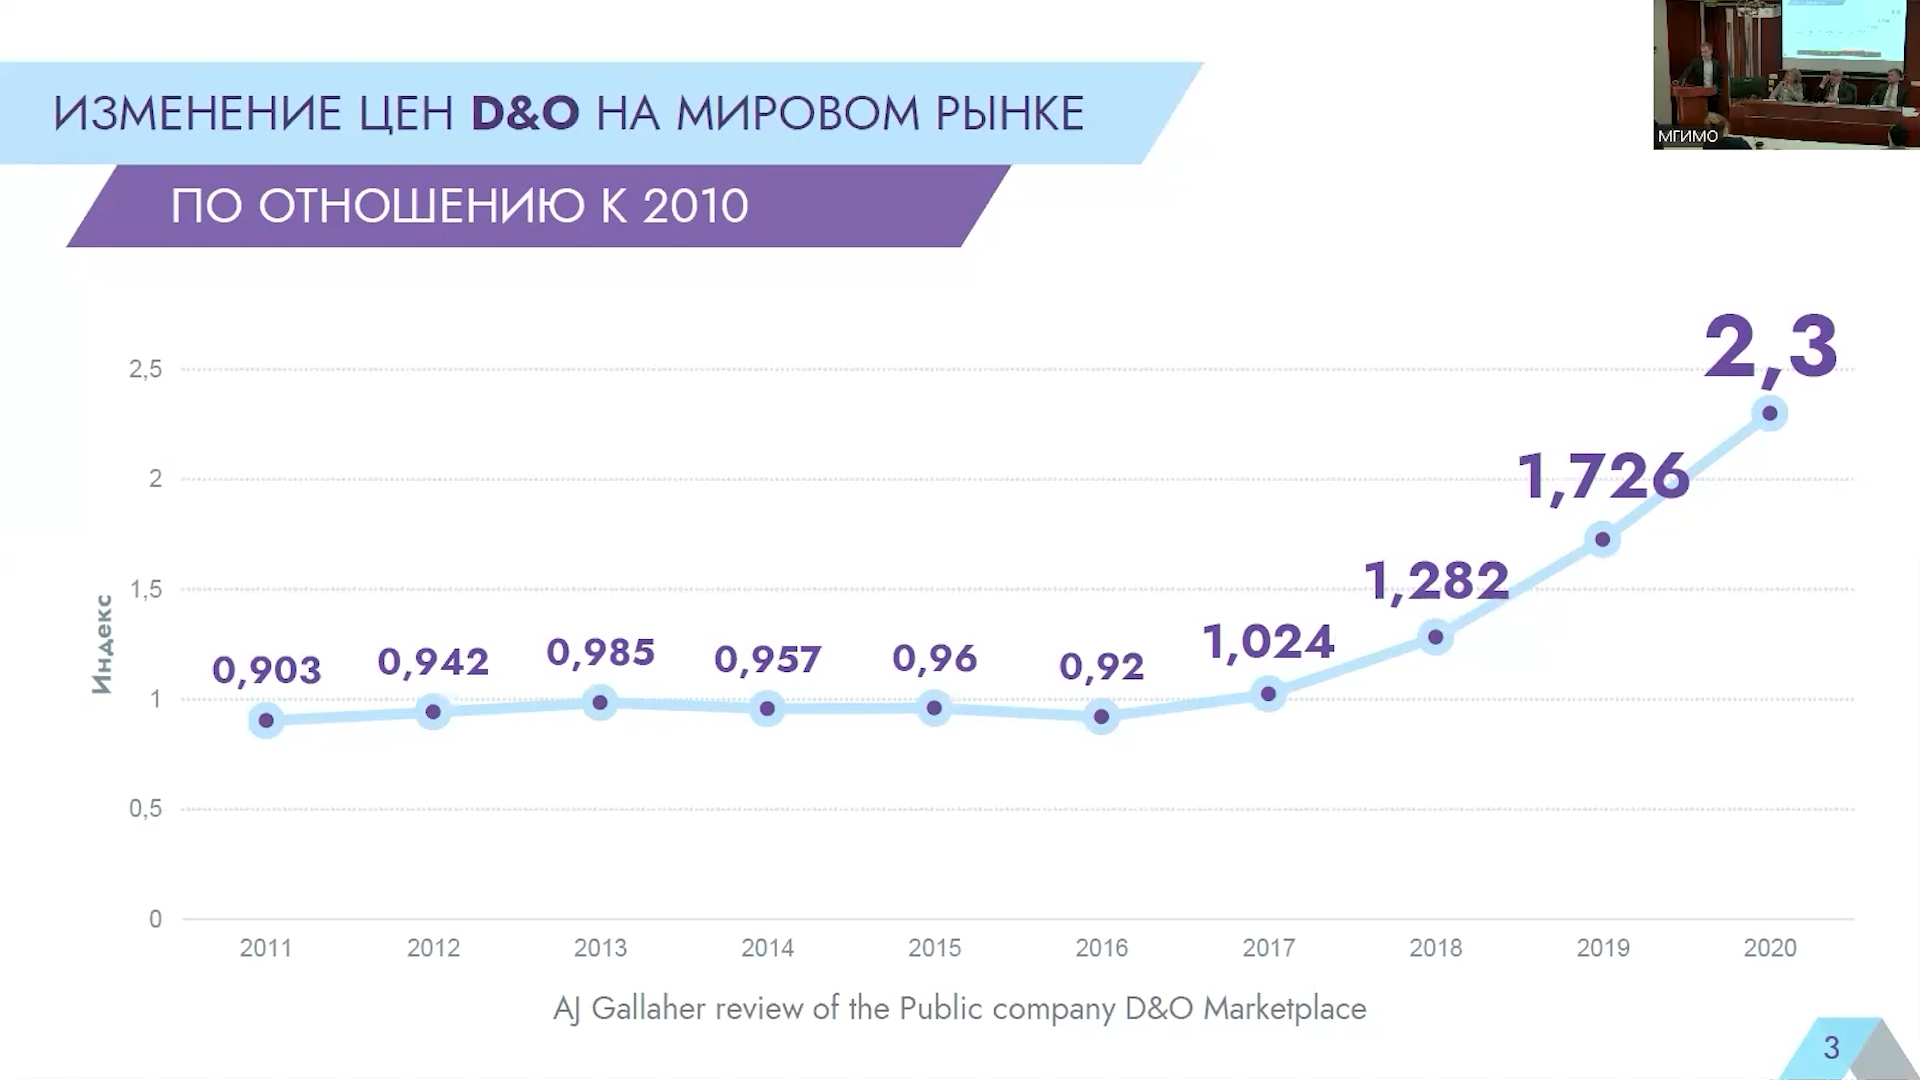 ИЗМЕНЕНИЕ ЦЕН D&O НА МИРОВОМ РЫНКЕ
ПО ОТНОШЕНИЮ К 2010
МГИМО
Индекс
2,5
2
1,5
1
0,5
0
0,903
0,942
0,985
0,957
0,96
0,92
1,024
1,282
1,726
2,3
2011 2012 2013 2014 2015 2016 2017 2018 2019 2020
AJ Gallaher review of the Public company D&O Marketplace
3